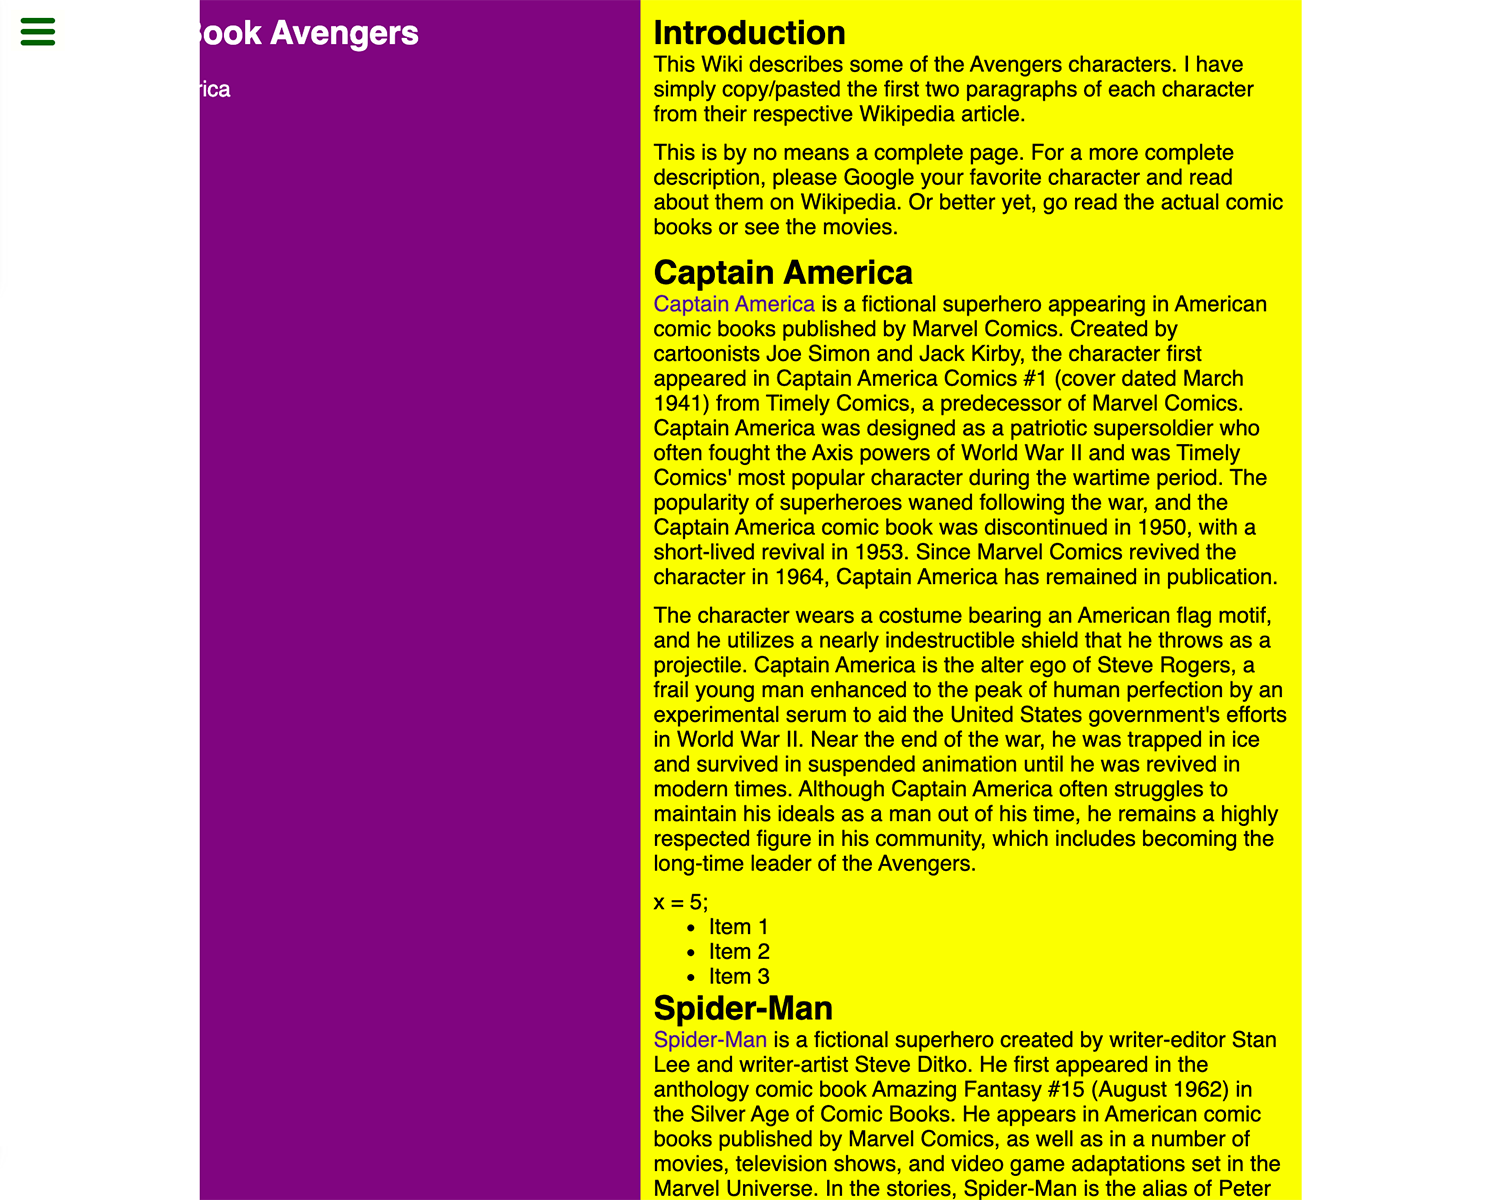 Book Avengers
rica
Introduction
This Wiki describes some of the Avengers characters. I have
simply copy/pasted the first two paragraphs of each character
from their respective Wikipedia article.
This is by no means a complete page. For a more complete
description, please Google your favorite character and read
about them on Wikipedia. Or better yet, go read the actual comic
books or see the movies.
Captain America
Captain America is a fictional superhero appearing in American
comic books published by Marvel Comics. Created by
cartoonists Joe Simon and Jack Kirby, the character first
appeared in Captain America Comics #1 (cover dated March
1941) from Timely Comics, a predecessor of Marvel Comics.
Captain America was designed as a patriotic supersoldier who
often fought the Axis powers of World War II and was Timely
Comics' most popular character during the wartime period. The
popularity of superheroes waned following the war, and the
Captain America comic book was discontinued in 1950, with a
short-lived revival in 1953. Since Marvel Comics revived the
character in 1964, Captain America has remained in publication.
The character wears a costume bearing an American flag motif,
and he utilizes a nearly indestructible shield that he throws as a
projectile. Captain America is the alter ego of Steve Rogers, a
frail young man enhanced to the peak of human perfection by an
experimental serum to aid the United States government's efforts
in World War II. Near the end of the war, he was trapped in ice
and survived in suspended animation until he was revived in
modern times. Although Captain America often struggles to
maintain his ideals as a man out of his time, he remains a highly
respected figure in his community, which includes becoming the
long-time leader of the Avengers.
x = 5;
• Item 1
• Item 2
• Item 3
Spider-Man
Spider-Man is a fictional superhero created by writer-editor Stan
Lee and writer-artist Steve Ditko. He first appeared in the
anthology comic book Amazing Fantasy #15 (August 1962) in
the Silver Age of Comic Books. He appears in American comic
books published by Marvel Comics, as well as in a number of
movies, television shows, and video game adaptations set in the
Marvel Universe. In the stories, Spider-Man is the alias of Peter